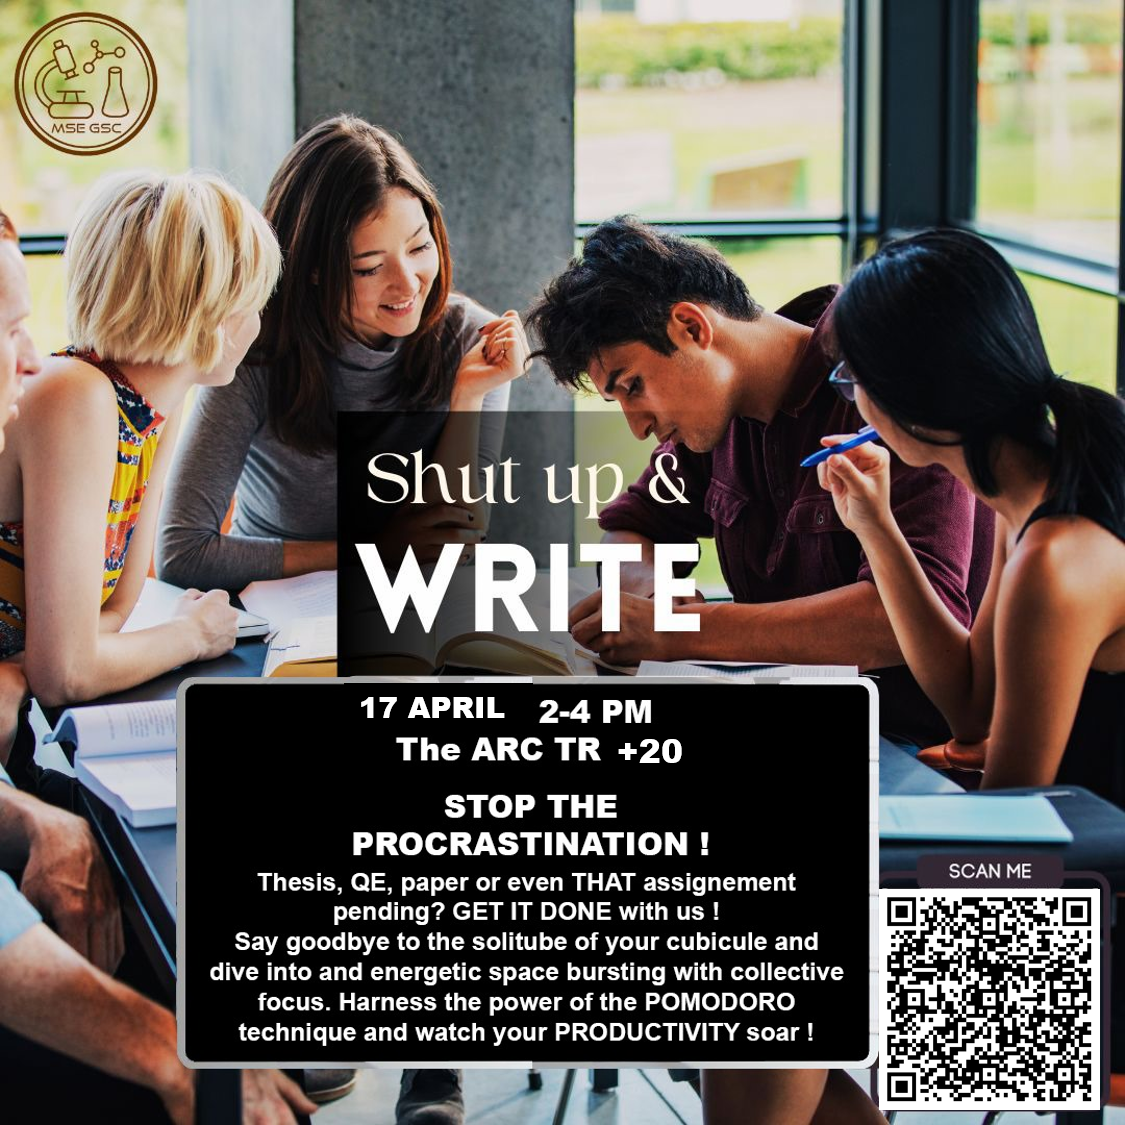 MSE GSC
Shut up &
WRITE
17 APRIL 2-4 PM
The ARC TR +20
STOP THE
PROCRASTINATION !
Thesis, QE, paper or even THAT assignement
pending? GET IT DONE with us !
Say goodbye to the solitube of your cubicule and
dive into and energetic space bursting with collective
focus. Harness the power of the POMODORO
technique and watch your PRODUCTIVITY soar !
SCAN ME